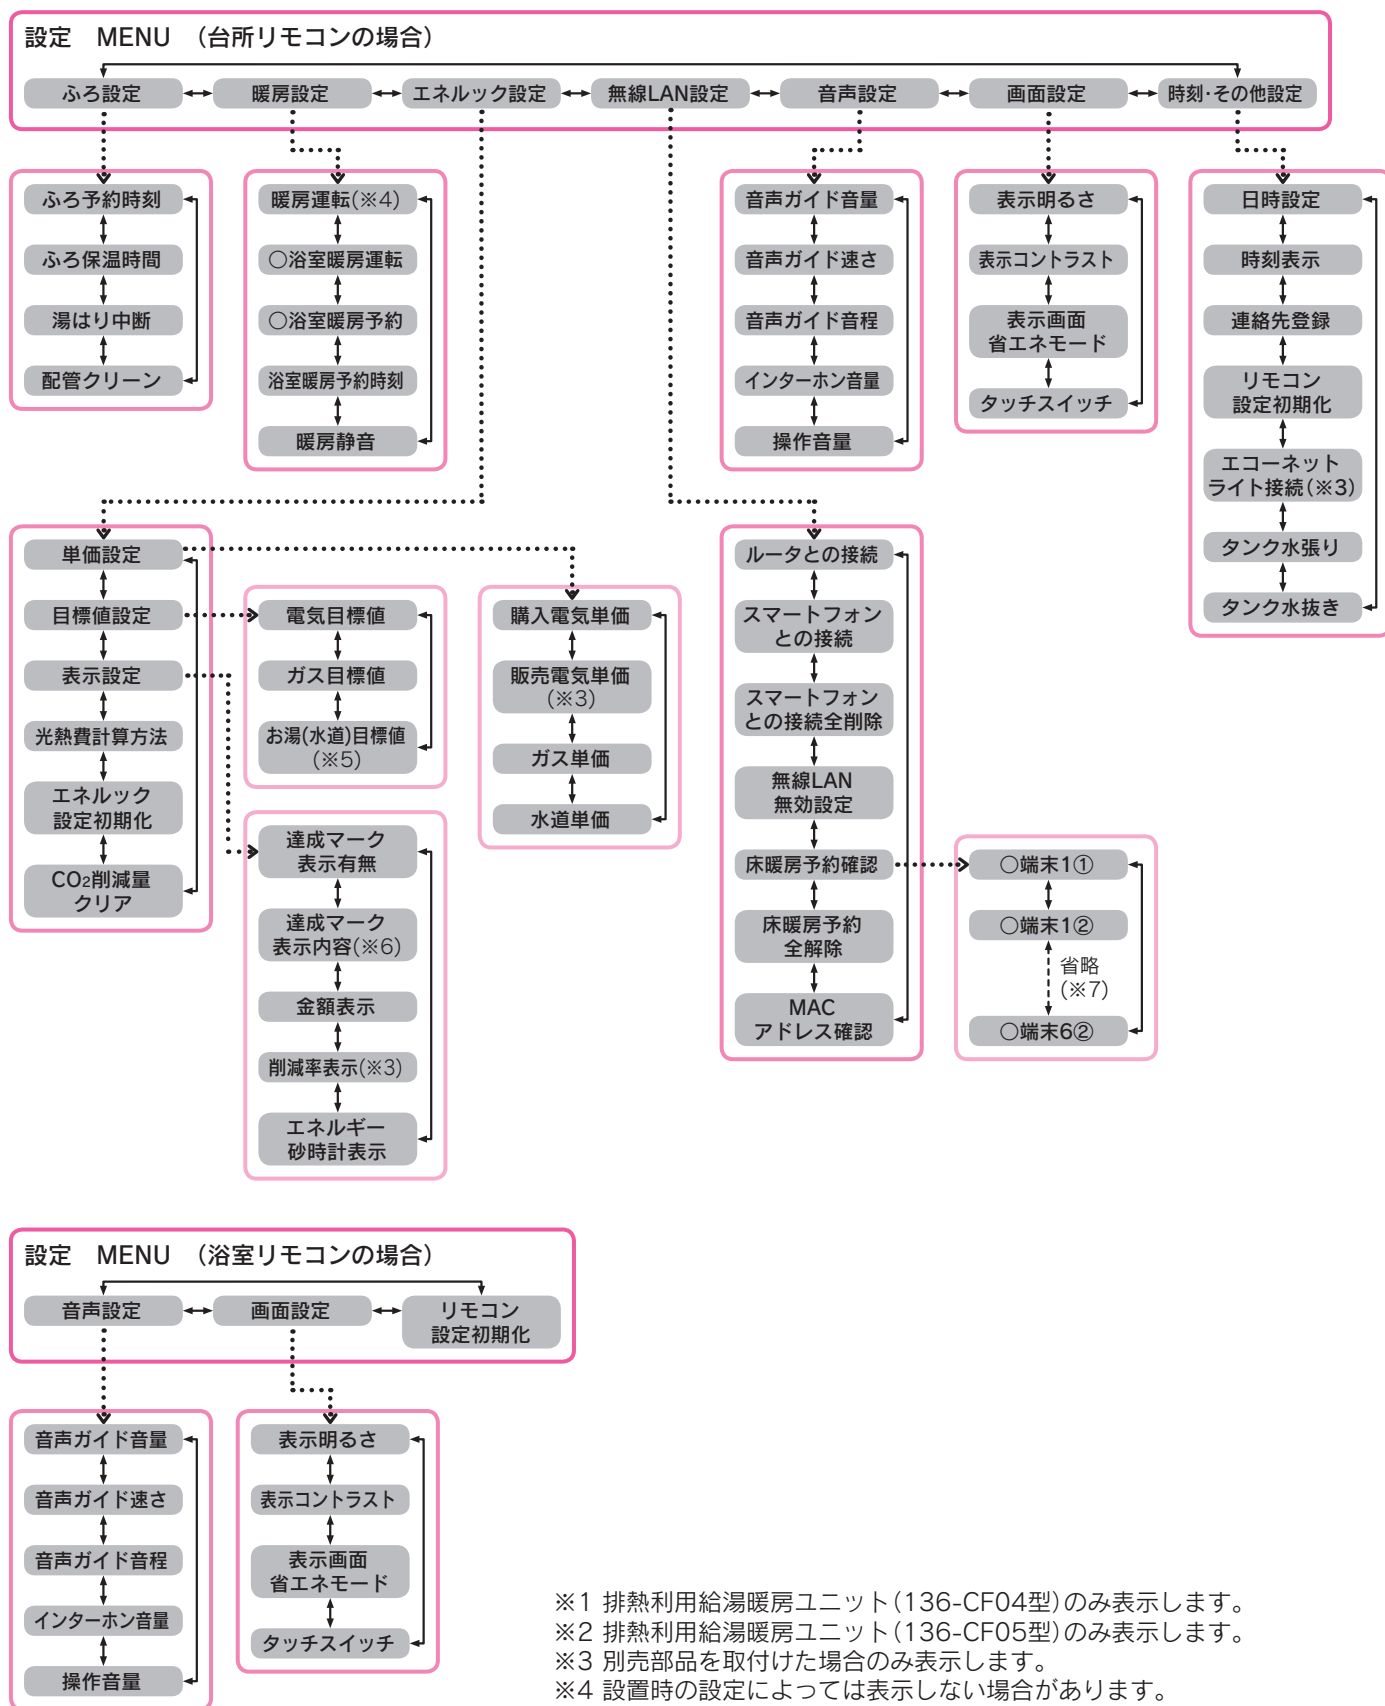 設定　MENU　（台所リモコンの場合）
ふろ設定
暖房設定
エネルック設定
無線LAN設定
音声設定
画面設定
時刻・その他設定
ふろ予約時刻
ふろ保温時間
湯はり中断
配管クリーン
暖房運転(※4)
○浴室暖房運転
○浴室暖房予約
浴室暖房予約時刻
暖房静音
音声ガイド音量
音声ガイド速さ
音声ガイド音程
インターホン音量
操作音量
表示明るさ
表示コントラスト
表示画面
省エネモード
タッチスイッチ
日時設定
時刻表示
連絡先登録
リモコン
設定初期化
エコーネット
ライト接続(※3)
タンク水張り
タンク水抜き
単価設定
目標値設定
表示設定
光熱費計算方法
エネルック
設定初期化
CO2削減量
クリア
電気目標値
ガス目標値
お湯(水道)目標値
(※5)
達成マーク
表示有無
達成マーク
表示内容(※6)
金額表示
削減率表示(※3)
エネルギー
砂時計表示
購入電気単価
販売電気単価
(※3)
ガス単価
水道単価
ルータとの接続
スマートフォン
との接続
スマートフォン
との接続全削除
無線LAN
無効設定
床暖房予約確認
床暖房予約
全解除
MAC
アドレス確認
○端末1①
○端末1②
省略
(※7)
○端末6②
設定　MENU　（浴室リモコンの場合）
音声設定
画面設定
リモコン
設定初期化
音声ガイド音量
音声ガイド速さ
音声ガイド音程
インターホン音量
操作音量
表示明るさ
表示コントラスト
表示画面
省エネモード
タッチスイッチ
※1 排熱利用給湯暖房ユニット(136-CF04型)のみ表示します。
※2 排熱利用給湯暖房ユニット(136-CF05型)のみ表示します。
※3 別売部品を取付けた場合のみ表示します。
※4 設置時の設定によっては表示しない場合があります。